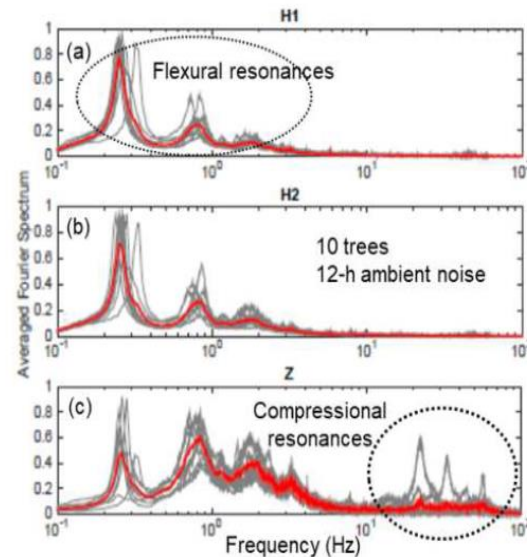 H1
(a)
Flexural resonances
1
0.8
0.6
0.4
0.2
0
10-1
100
101
10
H2
(b)
10 trees
12-h ambient noise
1
0.8
0.6
0.4
0.2
0
10-1
100
101
10
Averaged Fourier Spectrum
Z
(c)
Compressional
resonances
1
0.8
0.6
0.4
0.2
0
10-1
100
101
10
Frequency (Hz)